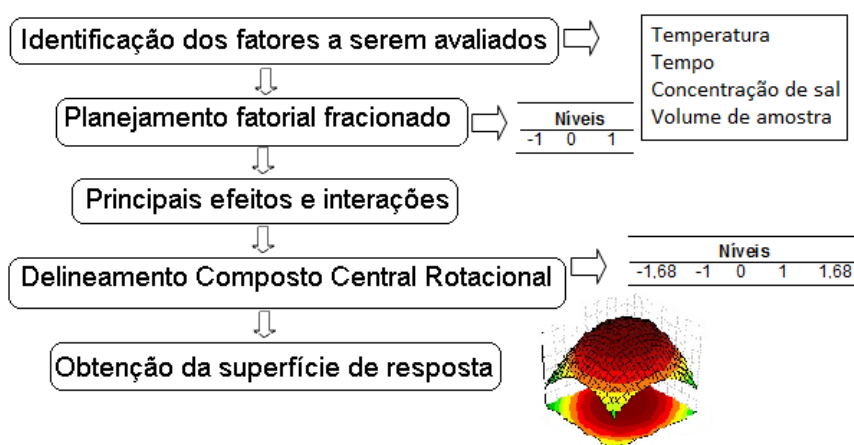 Identificação dos fatores a serem avaliados
Temperatura
Tempo
Concentração de sal
Volume de amostra
Planejamento fatorial fracionado
Níveis
-1 0 1
Principais efeitos e interações
Delineamento Composto Central Rotacional
Níveis
-1,68 -1 0 1 1,68
Obtenção da superfície de resposta